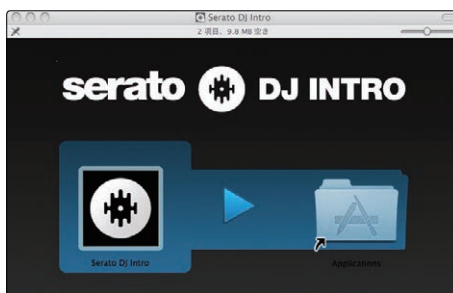 Serato DJ Intro
2 項目、9.8 MB 空き
serato DJ INTRO
Serato DJ Intro
Applications